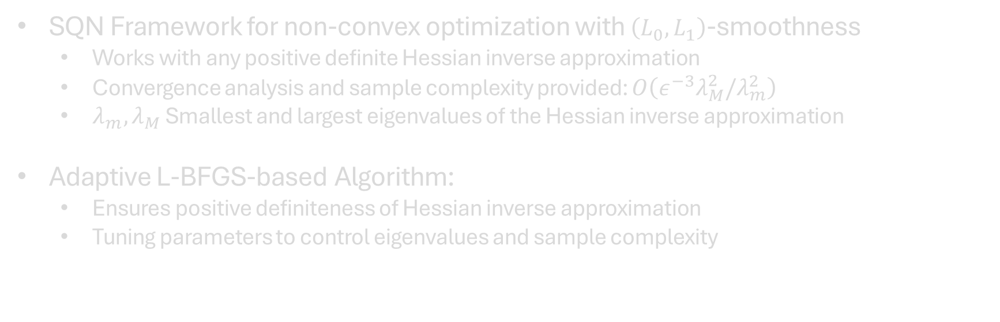 • SQN Framework for non-convex optimization with $(L_0, L_1)$-smoothness
• Works with any positive definite Hessian inverse approximation
• Convergence analysis and sample complexity provided: $O(\epsilon^{-3}\lambda_M^2/\lambda_m^2)$
• $\lambda_m, \lambda_M$ Smallest and largest eigenvalues of the Hessian inverse approximation
• Adaptive L-BFGS-based Algorithm:
• Ensures positive definiteness of Hessian inverse approximation
• Tuning parameters to control eigenvalues and sample complexity